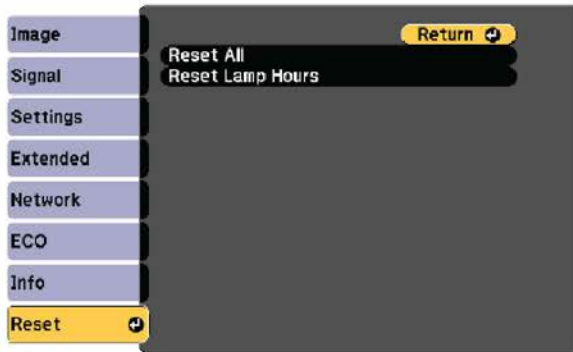 Image
Signal
Settings
Extended
Network
ECO
Info
Reset
Return
Reset All
Reset Lamp Hours